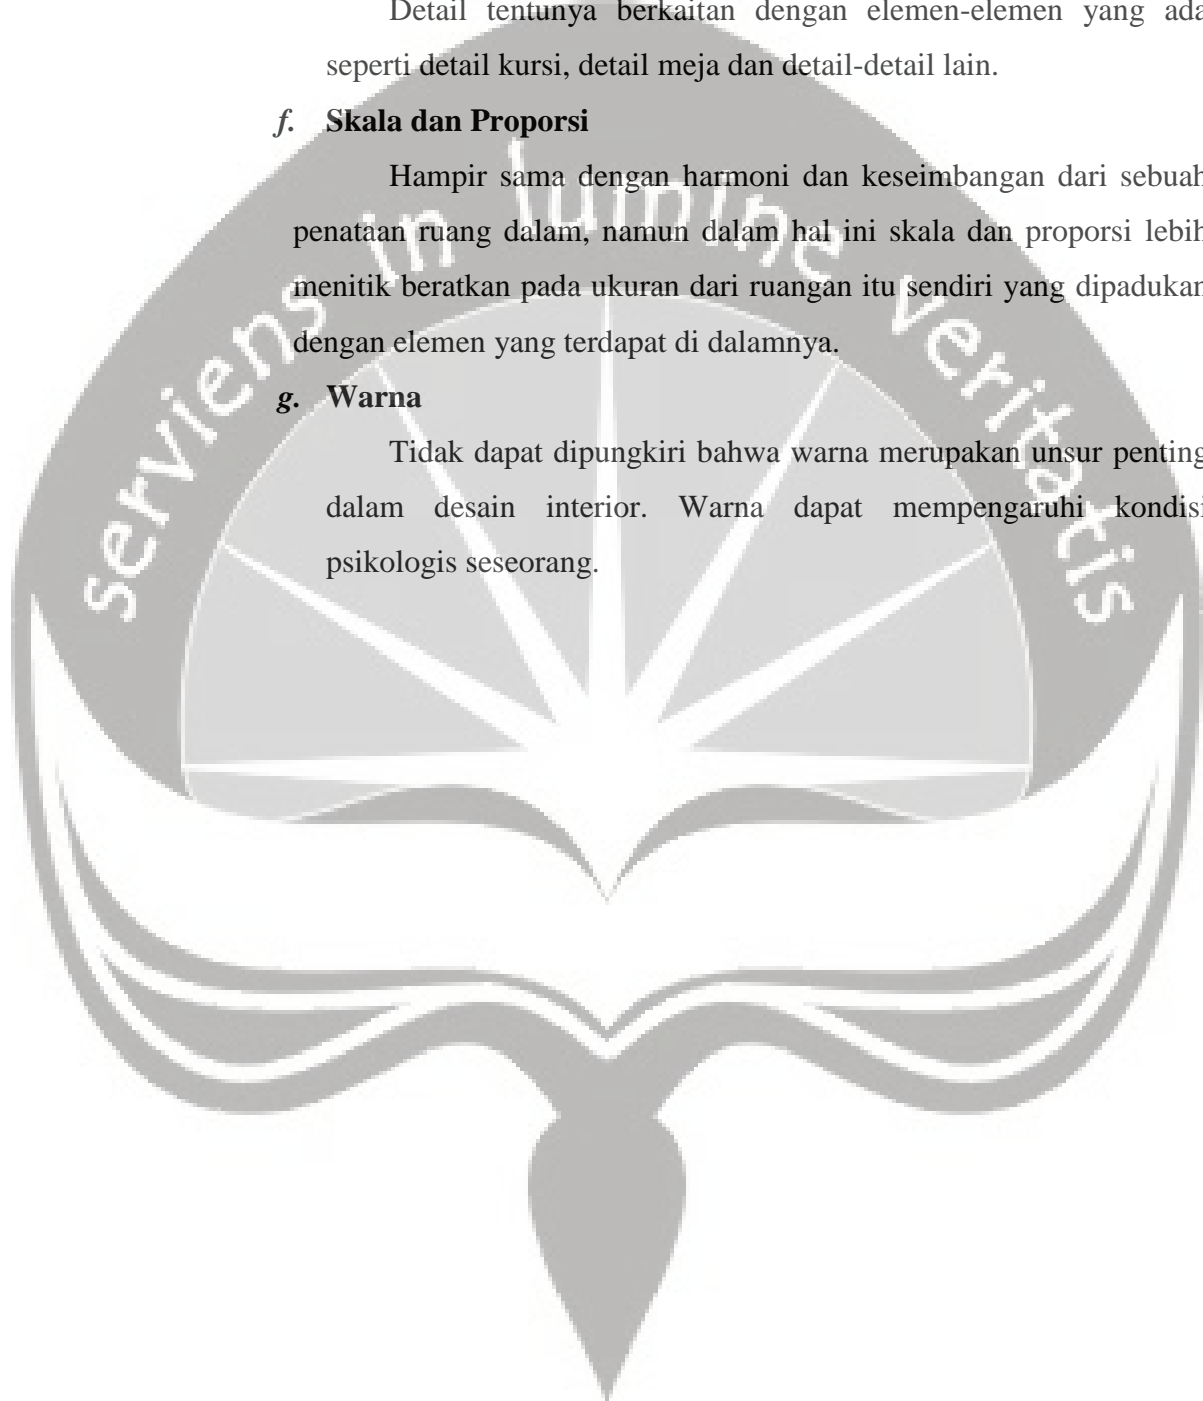 Detail tentunya berkaitan dengan elemen-elemen yang ada
seperti detail kursi, detail meja dan detail-detail lain.
f. Skala dan Proporsi
Hampir sama dengan harmoni dan keseimbangan dari sebuah
penataan ruang dalam, namun dalam hal ini skala dan proporsi lebih
menitik beratkan pada ukuran dari ruangan itu sendiri yang dipadukan
dengan elemen yang terdapat di dalamnya.
g. Warna
Tidak dapat dipungkiri bahwa warna merupakan unsur penting
dalam desain interior. Warna dapat mempengaruhi kondisi
psikologis seseorang.
serviens in lumine veritatis